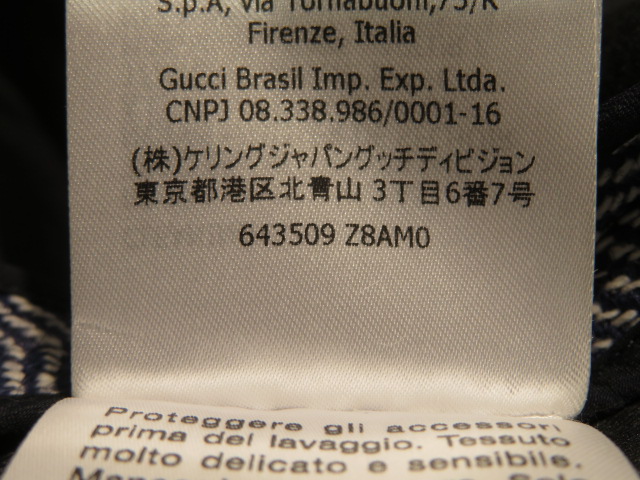 S.p.A, via Tornabuoni,73/R
Firenze, Italia
Gucci Brasil Imp. Exp. Ltda.
CNPJ 08.338.986/0001-16
(株)ケリングジャパングッチディビジョン
東京都港区北青山 3丁目6番7号
643509 Z8AM0
Proteggere gli accessori
prima del lavaggio. Tessuto
molto delicato e sensibile.